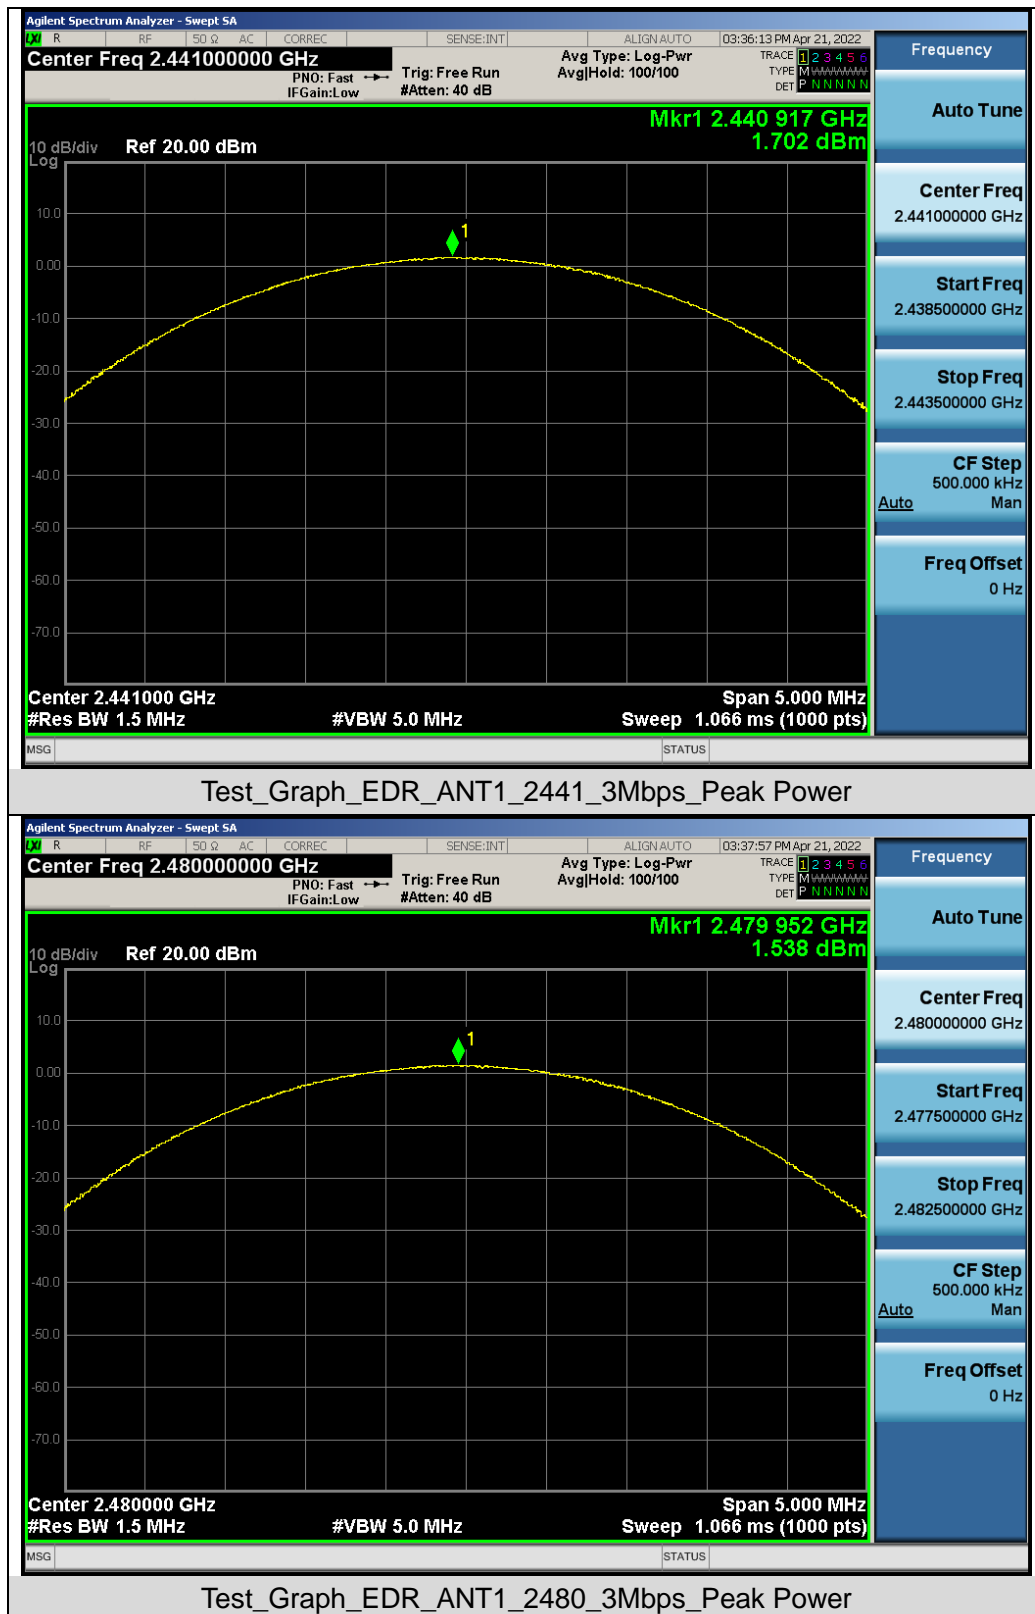 Agilent Spectrum Analyzer - Swept SA
LXI R RF 50 Ω AC CORREC SENSE:INT ALIGN AUTO 03:36:13 PM Apr 21, 2022
Center Freq 2.441000000 GHz
PNO: Fast
IFGain:Low
Trig: Free Run
#Atten: 40 dB
Avg Type: Log-Pwr
Avg|Hold: 100/100
TRACE 1 2 3 4 5 6
TYPE M
DET P N N N N N
Mkr1 2.440 917 GHz
1.702 dBm
10 dB/div Ref 20.00 dBm
Log
10.0
0.00
1
-10.0
-20.0
-30.0
-40.0
-50.0
-60.0
-70.0
Center 2.441000 GHz Span 5.000 MHz
#Res BW 1.5 MHz #VBW 5.0 MHz Sweep 1.066 ms (1000 pts)
MSG STATUS
Frequency
Auto Tune
Center Freq
2.441000000 GHz
Start Freq
2.438500000 GHz
Stop Freq
2.443500000 GHz
CF Step
500.000 kHz
Auto Man
Freq Offset
0 Hz
Test_Graph_EDR_ANT1_2441_3Mbps_Peak Power
Agilent Spectrum Analyzer - Swept SA
LXI R RF 50 Ω AC CORREC SENSE:INT ALIGN AUTO 03:37:57 PM Apr 21, 2022
Center Freq 2.480000000 GHz
PNO: Fast
IFGain:Low
Trig: Free Run
#Atten: 40 dB
Avg Type: Log-Pwr
Avg|Hold: 100/100
TRACE 1 2 3 4 5 6
TYPE M
DET P N N N N N
Mkr1 2.479 952 GHz
1.538 dBm
10 dB/div Ref 20.00 dBm
Log
10.0
1
0.00
-10.0
-20.0
-30.0
-40.0
-50.0
-60.0
-70.0
Center 2.480000 GHz Span 5.000 MHz
#Res BW 1.5 MHz #VBW 5.0 MHz Sweep 1.066 ms (1000 pts)
MSG STATUS
Frequency
Auto Tune
Center Freq
2.480000000 GHz
Start Freq
2.477500000 GHz
Stop Freq
2.482500000 GHz
CF Step
500.000 kHz
Auto Man
Freq Offset
0 Hz
Test_Graph_EDR_ANT1_2480_3Mbps_Peak Power